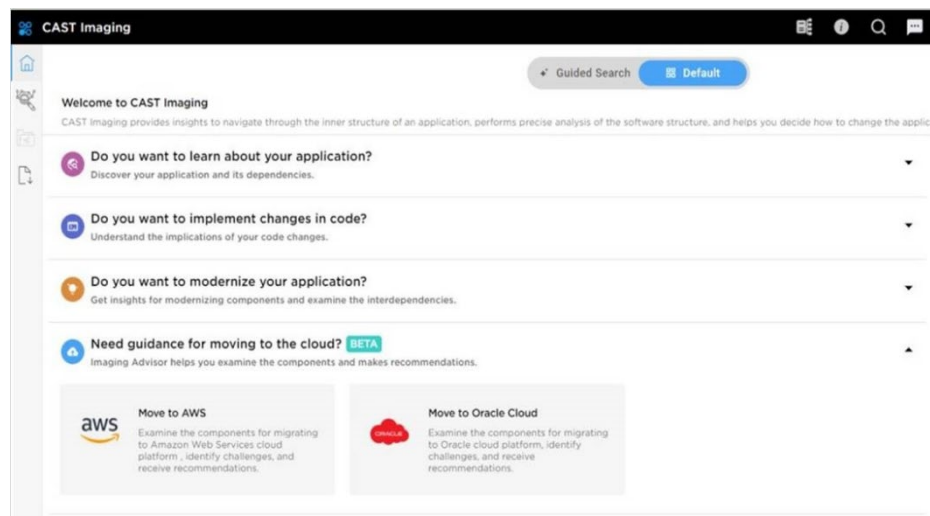 CAST Imaging
Guided Search
Default
Welcome to CAST Imaging
CAST Imaging provides insights to navigate through the inner structure of an application, performs precise analysis of the software structure, and helps you decide how to change the applic
Do you want to learn about your application?
Discover your application and its dependencies.
Do you want to implement changes in code?
Understand the implications of your code changes.
Do you want to modernize your application?
Get insights for modernizing components and examine the interdependencies.
Need guidance for moving to the cloud? BETA
Imaging Advisor helps you examine the components and makes recommendations.
aws
Move to AWS
Examine the components for migrating
to Amazon Web Services cloud
platform , identify challenges, and
receive recommendations.
ORACLE
Move to Oracle Cloud
Examine the components for migrating
to Oracle cloud platform, identify
challenges, and receive
recommendations.